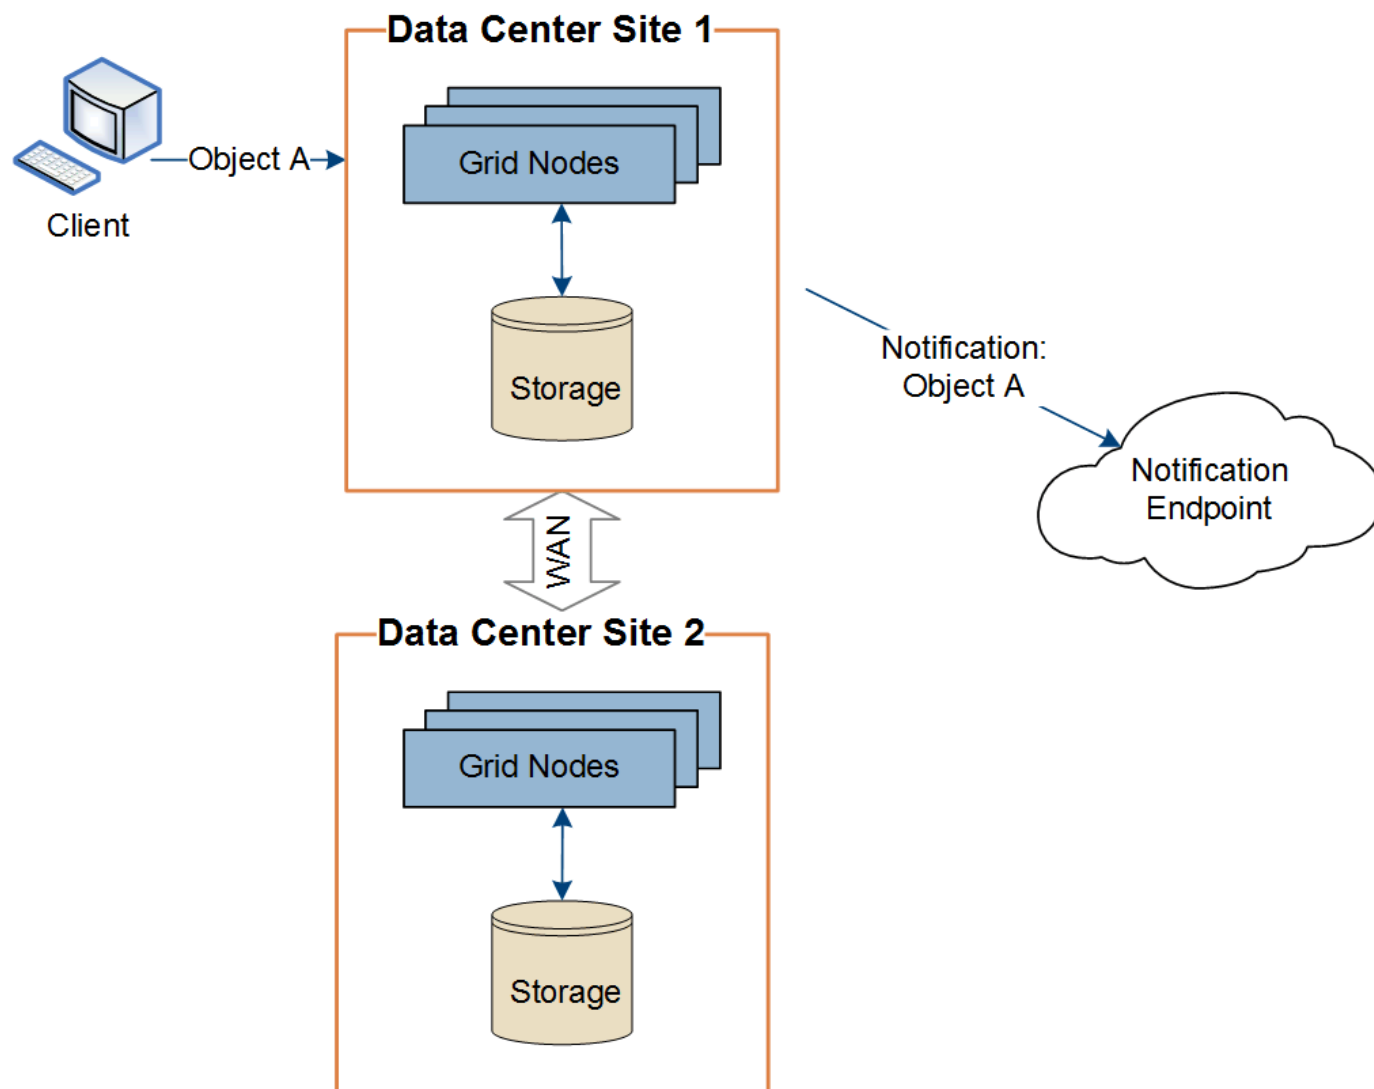 Data Center Site 1
Client
Object A
Grid Nodes
Storage
Notification:
Object A
Notification
Endpoint
WAN
Data Center Site 2
Grid Nodes
Storage